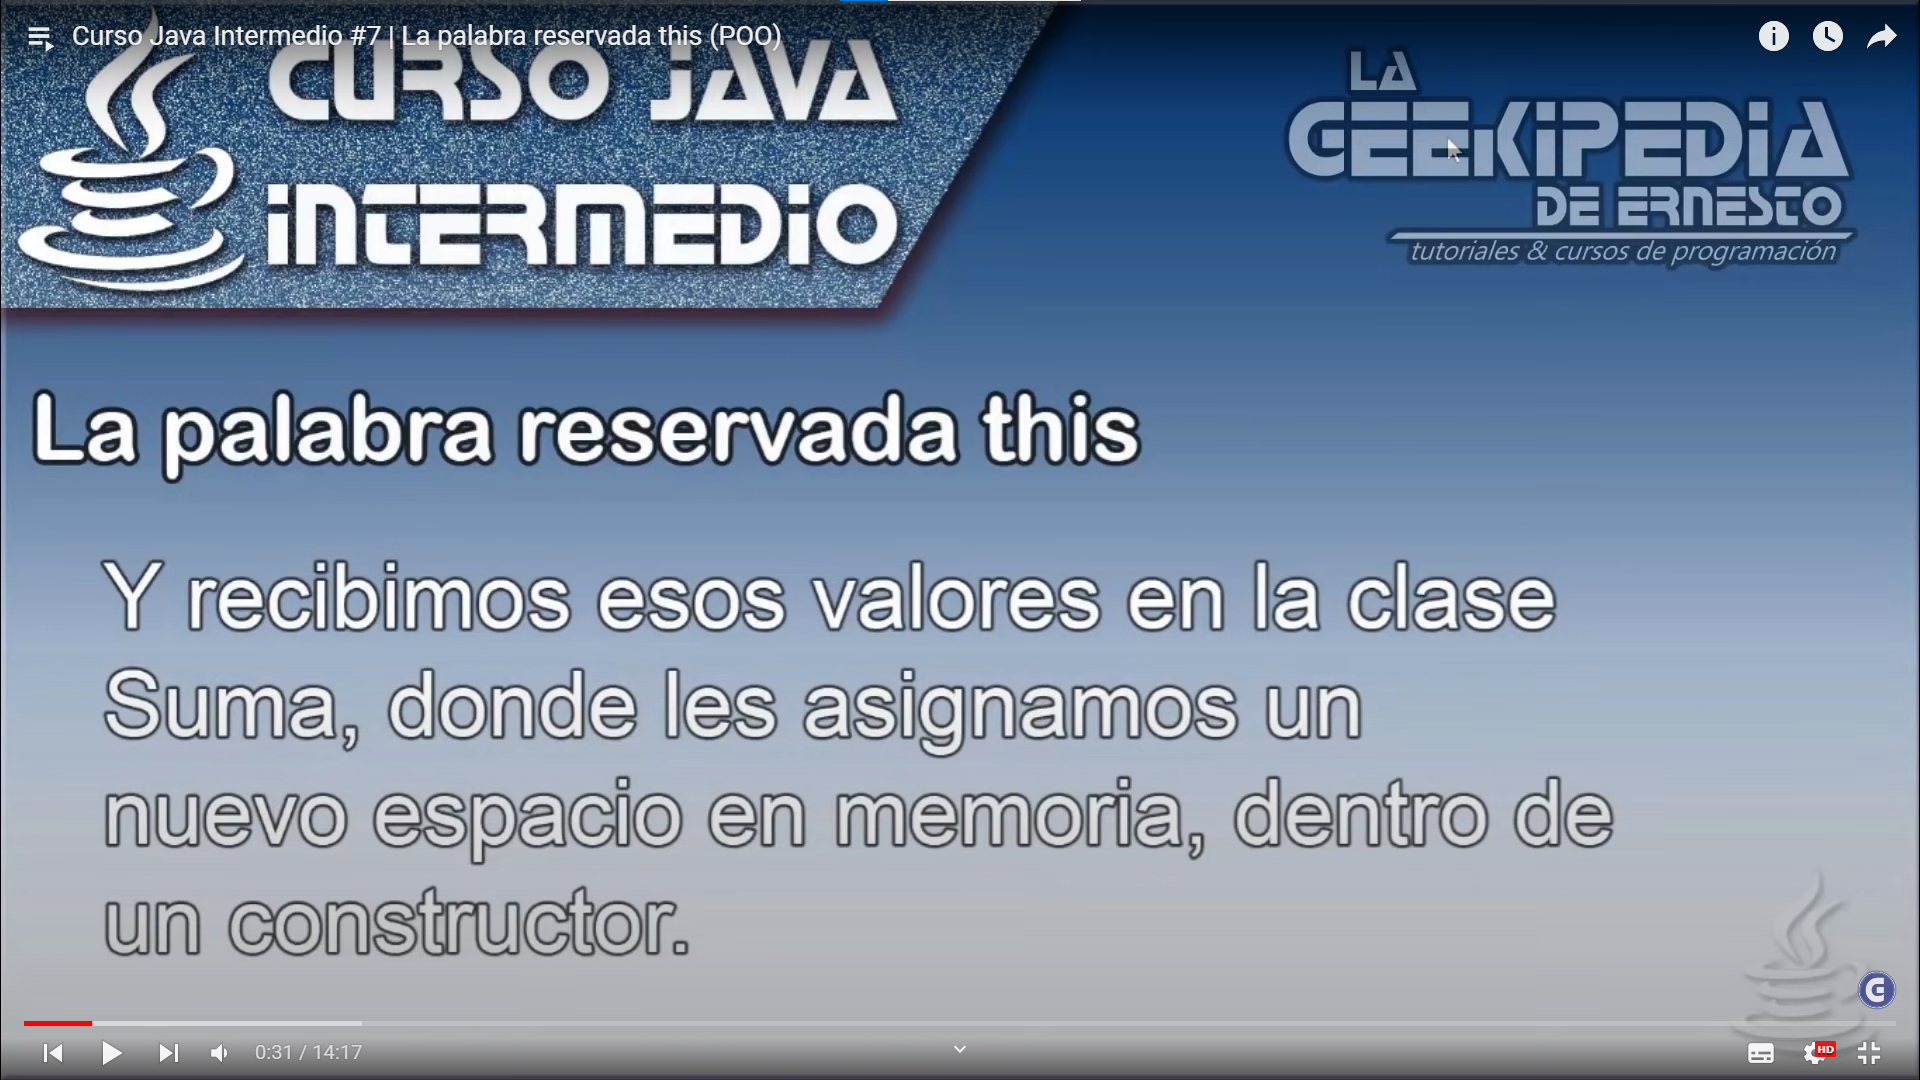 Curso Java Intermedio #7 | La palabra reservada this (POO)
CURSO JAVA
INTERMEDIO
LA
GEEKIPEDIA
DE ERNESTO
tutoriales & cursos de programación
La palabra reservada this
Y recibimos esos valores en la clase
Suma, donde les asignamos un
nuevo espacio en memoria, dentro de
un constructor.
G
0:31 / 14:17
HD